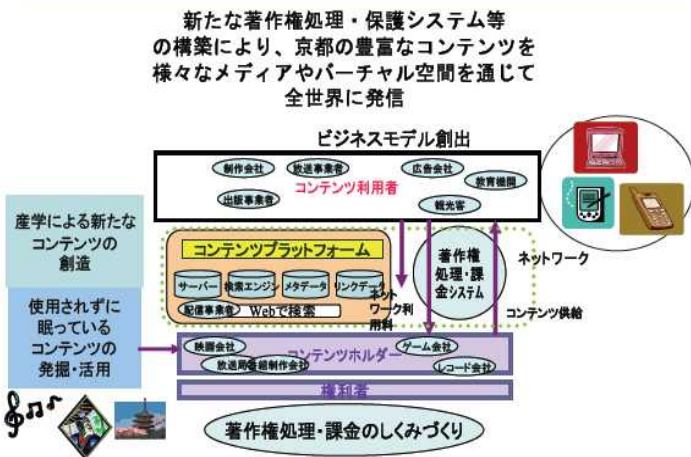 新たな著作権処理・保護システム等
の構築により、京都の豊富なコンテンツを
様々なメディアやバーチャル空間を通じて
全世界に発信
ビジネスモデル創出
制作会社
放送事業者
広告会社
教育機関
コンテンツ利用者
出版事業者
観光客
産学による新たな
コンテンツの
創造
コンテンツプラットフォーム
サーバー
検索エンジン
メタデータ
リンクデータ
配信事業者
Webで検索
ネット
ワーク利
用料
著作権
処理・課
金システム
ネットワーク
コンテンツ供給
使用されずに
眠っている
コンテンツの
発掘・活用
映画会社
コンテンツホルダー
ゲーム会社
放送局
番組制作会社
レコード会社
権利者
著作権処理・課金のしくみづくり